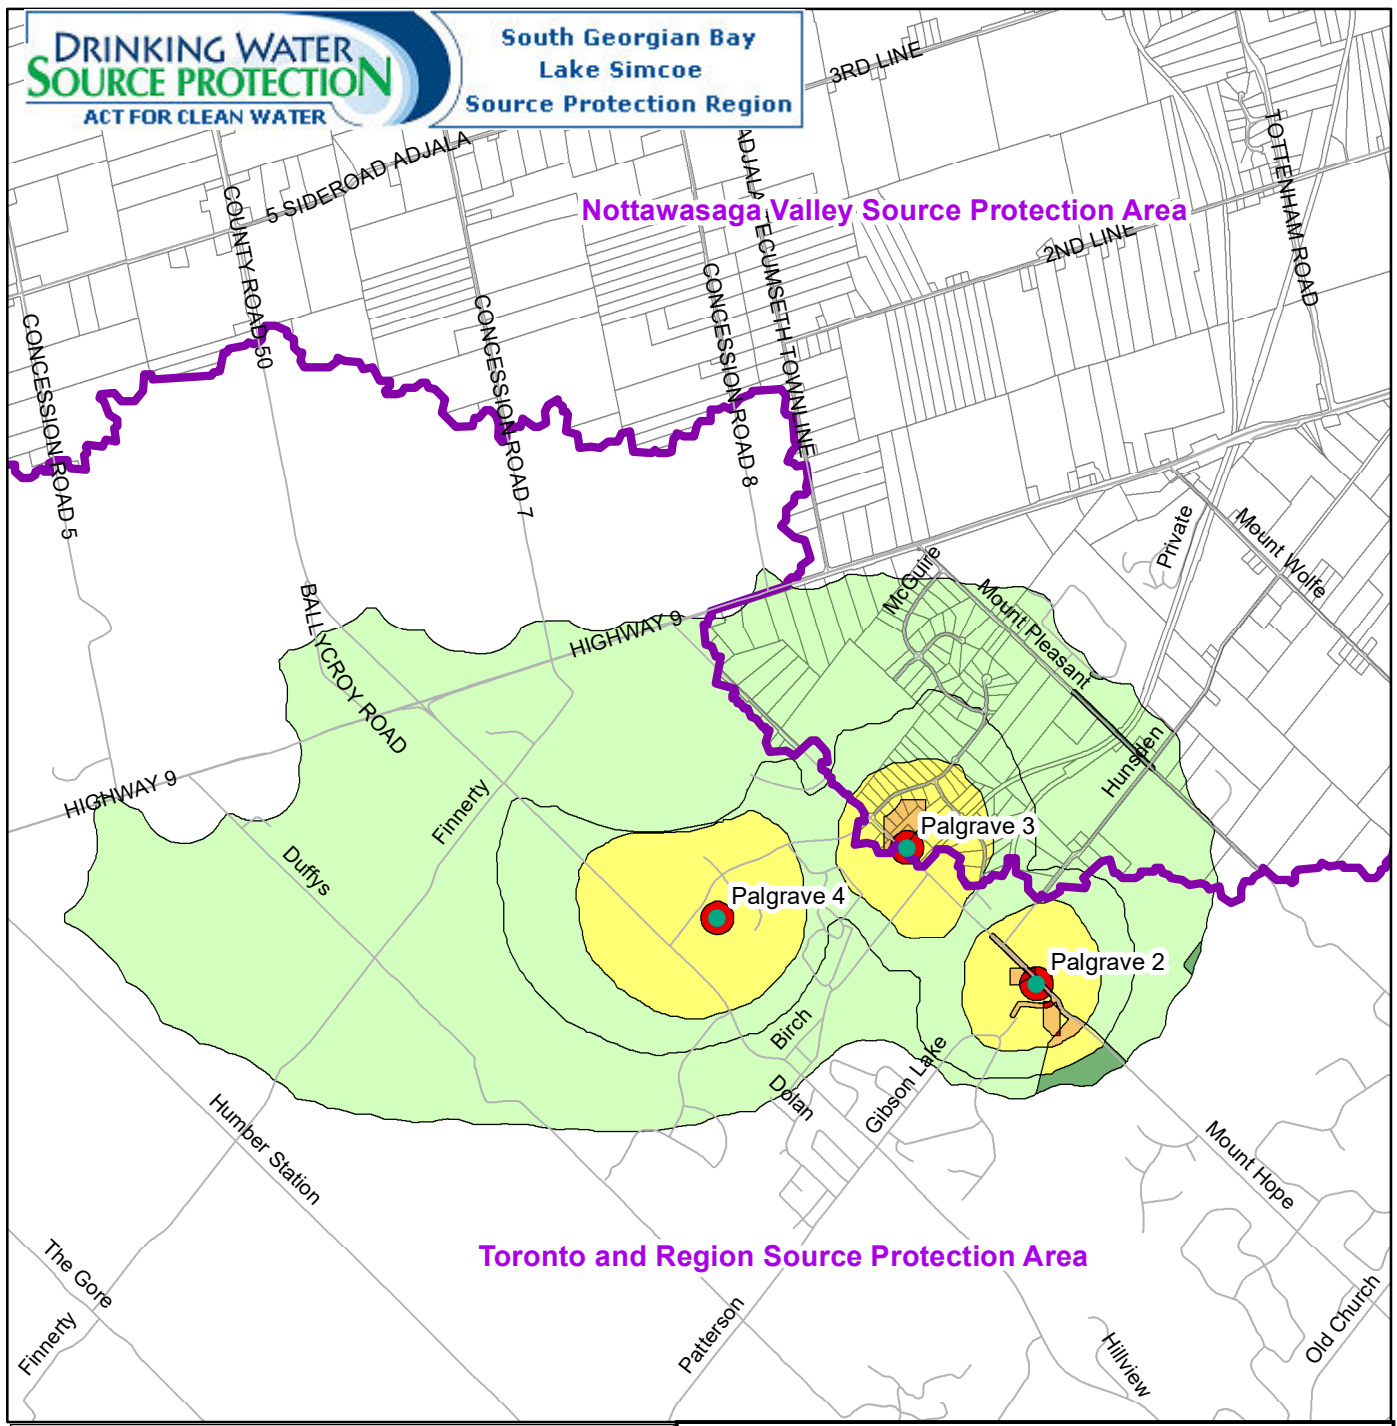 DRINKING WATER
SOURCE PROTECTION
ACT FOR CLEAN WATER
South Georgian Bay
Lake Simcoe
Source Protection Region
3RD LINE
TOTTENHAM ROAD
5 SIDEROAD ADJALA
COUNTY ROAD 50
ADJALA TECUMSETH TOWNLINE
Nottawasaga Valley Source Protection Area
2ND LINE
CONCESSION ROAD 5
CONCESSION ROAD 7
CONCESSION ROAD 8
Private
Mount Wolfe
McGuire
Mount Pleasant
HIGHWAY 9
BALLYCROY ROAD
Hunsden
HIGHWAY 9
Finnerty
Duffys
Palgrave 3
Palgrave 4
Palgrave 2
Birch
Dolan
Gibson Lake
Humber Station
Mount Hope
Toronto and Region Source Protection Area
The Gore
Finnerty
Patterson
Hillview
Old Church